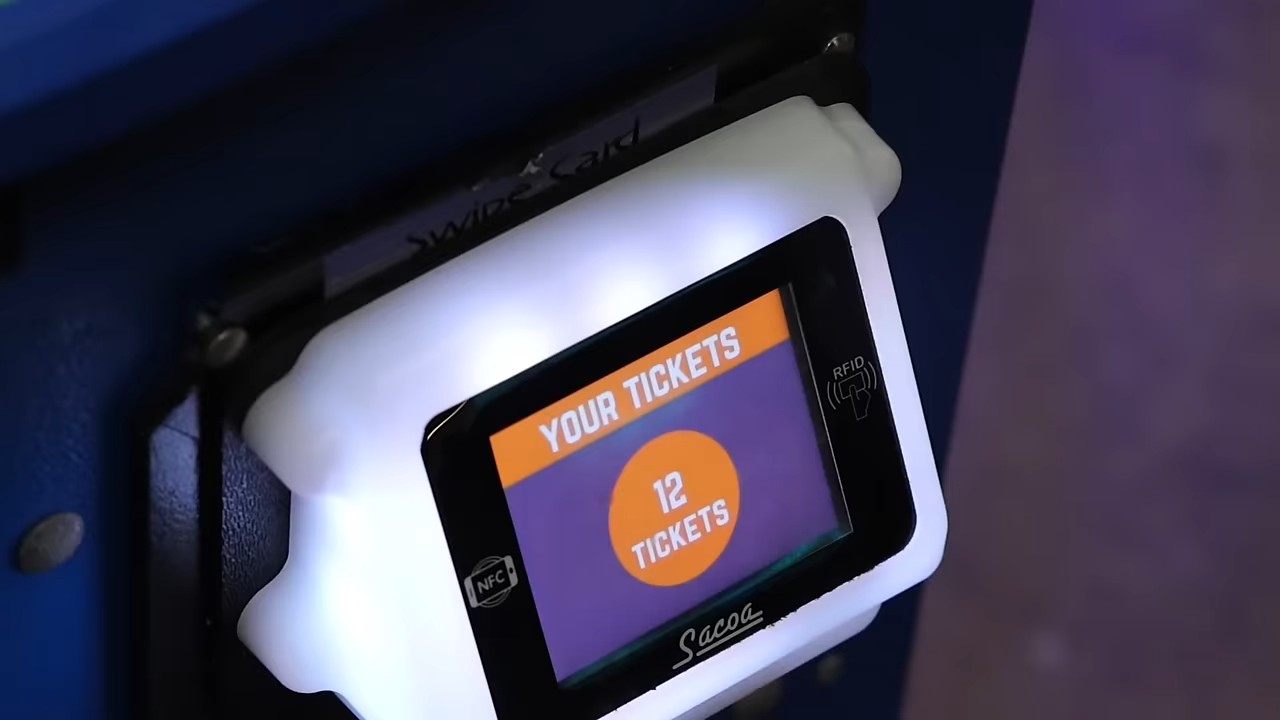 Swipe Card
YOUR TICKETS
12
TICKETS
RFID
NFC
Sacoa